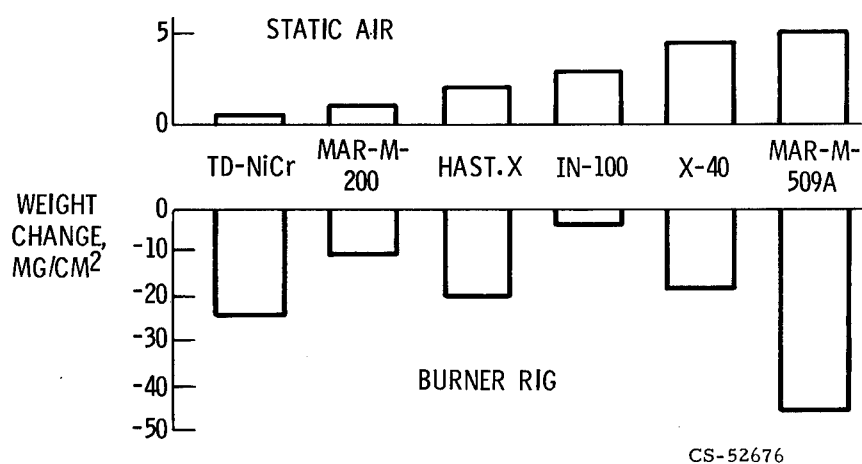 STATIC AIR
5
0
TD-NiCr
MAR-M-
200
HAST.X
IN-100
X-40
MAR-M-
509A
WEIGHT
CHANGE,
MG/CM²
0
-10
-20
-30
-40
-50
BURNER RIG
CS-52676